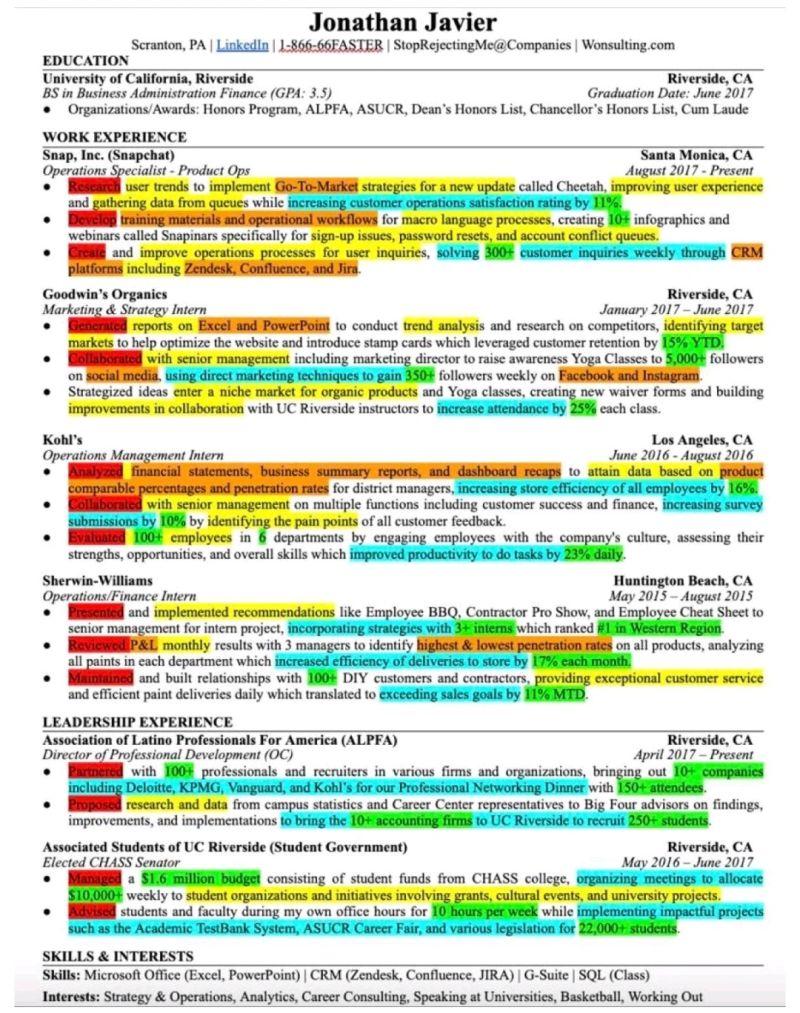 Jonathan Javier
Scranton, PA | LinkedIn | 1-866-66FASTER | StopRejectingMe@Companies | Wonsulting.com
EDUCATION
University of California, Riverside Riverside, CA
BS in Business Administration Finance (GPA: 3.5) Graduation Date: June 2017
● Organizations/Awards: Honors Program, ALPFA, ASUCR, Dean's Honors List, Chancellor's Honors List, Cum Laude
WORK EXPERIENCE
Snap, Inc. (Snapchat) Santa Monica, CA
Operations Specialist - Product Ops August 2017 - Present
● Research user trends to implement Go-To-Market strategies for a new update called Cheetah, improving user experience
and gathering data from queues while increasing customer operations satisfaction rating by 11%.
● Develop training materials and operational workflows for macro language processes, creating 10+ infographics and
webinars called Snapinars specifically for sign-up issues, password resets, and account conflict queues.
● Create and improve operations processes for user inquiries, solving 300+ customer inquiries weekly through CRM
platforms including Zendesk, Confluence, and Jira.
Goodwin's Organics Riverside, CA
Marketing & Strategy Intern January 2017 – June 2017
● Generated reports on Excel and PowerPoint to conduct trend analysis and research on competitors, identifying target
markets to help optimize the website and introduce stamp cards which leveraged customer retention by 15% YTD.
● Collaborated with senior management including marketing director to raise awareness Yoga Classes to 5,000+ followers
on social media, using direct marketing techniques to gain 350+ followers weekly on Facebook and Instagram.
● Strategized ideas enter a niche market for organic products and Yoga classes, creating new waiver forms and building
improvements in collaboration with UC Riverside instructors to increase attendance by 25% each class.
Kohl's Los Angeles, CA
Operations Management Intern June 2016 - August 2016
● Analyzed financial statements, business summary reports, and dashboard recaps to attain data based on product
comparable percentages and penetration rates for district managers, increasing store efficiency of all employees by 16%.
● Collaborated with senior management on multiple functions including customer success and finance, increasing survey
submissions by 10% by identifying the pain points of all customer feedback.
● Evaluated 100+ employees in 6 departments by engaging employees with the company's culture, assessing their
strengths, opportunities, and overall skills which improved productivity to do tasks by 23% daily.
Sherwin-Williams Huntington Beach, CA
Operations/Finance Intern May 2015 – August 2015
● Presented and implemented recommendations like Employee BBQ, Contractor Pro Show, and Employee Cheat Sheet to
senior management for intern project, incorporating strategies with 3+ interns which ranked #1 in Western Region.
● Reviewed P&L monthly results with 3 managers to identify highest & lowest penetration rates on all products, analyzing
all paints in each department which increased efficiency of deliveries to store by 17% each month.
● Maintained and built relationships with 100+ DIY customers and contractors, providing exceptional customer service
and efficient paint deliveries daily which translated to exceeding sales goals by 11% MTD.
LEADERSHIP EXPERIENCE
Association of Latino Professionals For America (ALPFA) Riverside, CA
Director of Professional Development (OC) April 2017 – Present
● Partnered with 100+ professionals and recruiters in various firms and organizations, bringing out 10+ companies
including Deloitte, KPMG, Vanguard, and Kohl's for our Professional Networking Dinner with 150+ attendees.
● Proposed research and data from campus statistics and Career Center representatives to Big Four advisors on findings,
improvements, and implementations to bring the 10+ accounting firms to UC Riverside to recruit 250+ students.
Associated Students of UC Riverside (Student Government) Riverside, CA
Elected CHASS Senator May 2016 – June 2017
● Managed a $1.6 million budget consisting of student funds from CHASS college, organizing meetings to allocate
$10,000+ weekly to student organizations and initiatives involving grants, cultural events, and university projects.
● Advised students and faculty during my own office hours for 10 hours per week while implementing impactful projects
such as the Academic TestBank System, ASUCR Career Fair, and various legislation for 22,000+ students.
SKILLS & INTERESTS
Skills: Microsoft Office (Excel, PowerPoint) | CRM (Zendesk, Confluence, JIRA) | G-Suite | SQL (Class)
Interests: Strategy & Operations, Analytics, Career Consulting, Speaking at Universities, Basketball, Working Out